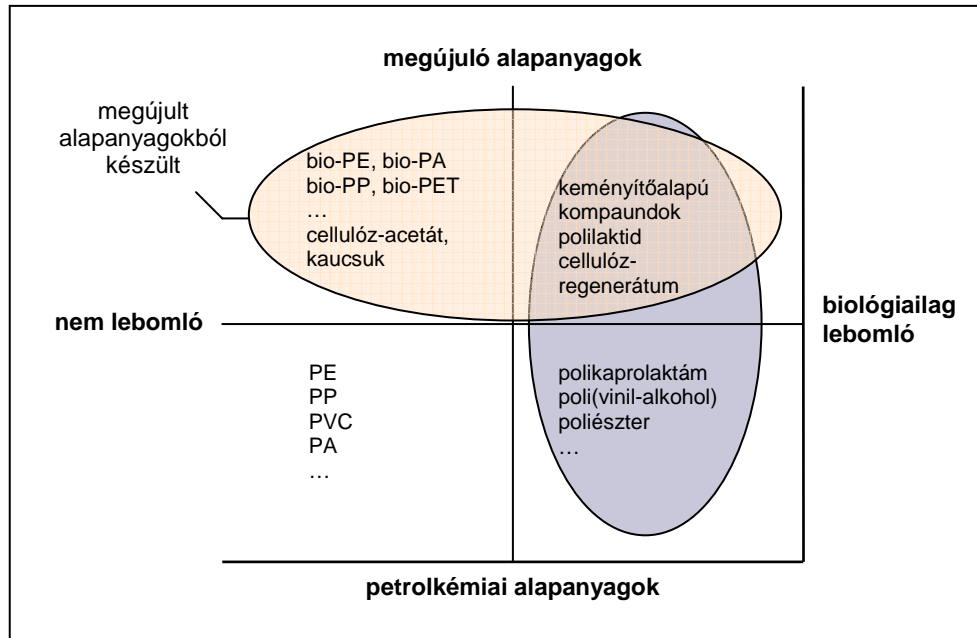 megújuló alapanyagok
megújult
alapanyagokból
készült
bio-PE, bio-PA
bio-PP, bio-PET
…
cellulóz-acetát,
kaucsuk
keményítőalapú
kompaundok
polilaktid
cellulóz-
regenerátum
nem lebomló
biológiailag
lebomló
PE
PP
PVC
PA
…
polikaprolaktám
poli(vinil-alkohol)
poliészter
…
petrolkémiai alapanyagok